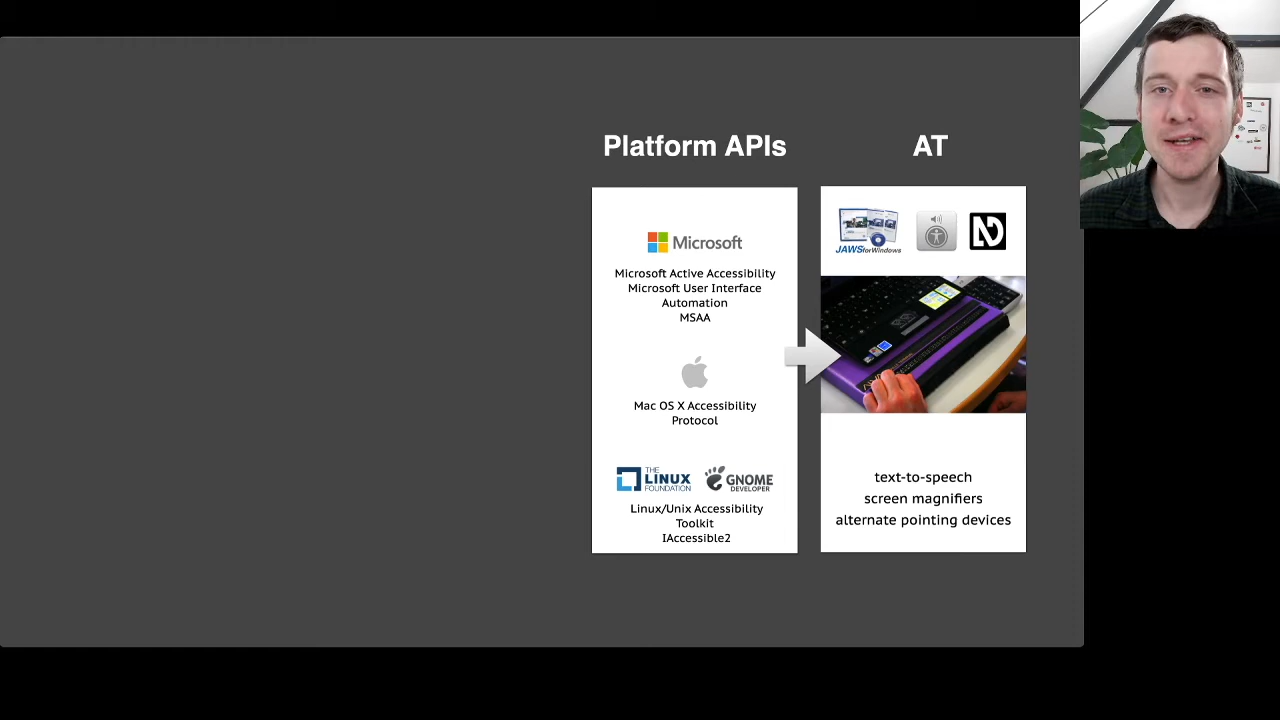 Platform APIs
Microsoft
Microsoft Active Accessibility
Microsoft User Interface
Automation
MSAA
Mac OS X Accessibility
Protocol
THE
LINUX
FOUNDATION
GNOME
DEVELOPER
Linux/Unix Accessibility
Toolkit
IAccessible2
AT
JAWS for Windows
text-to-speech
screen magnifiers
alternate pointing devices